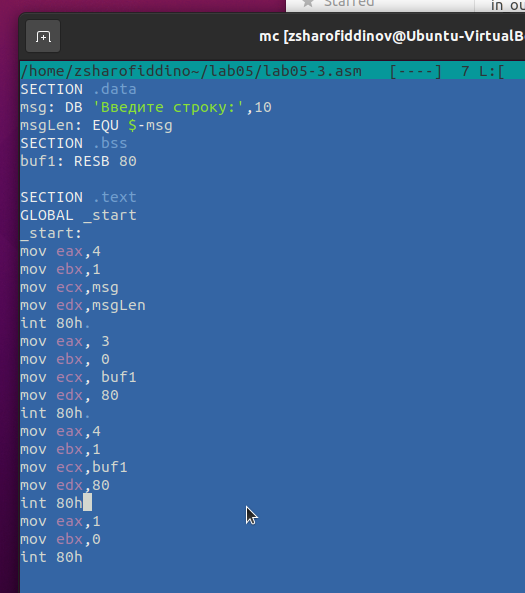 Starred
in ou
mc [zsharofiddinov@Ubuntu-VirtualB
/home/zsharofiddino~/lab05/lab05-3.asm [----] 7 L:[
SECTION .data
msg: DB 'Введите строку:',10
msgLen: EQU $-msg
SECTION .bss
buf1: RESB 80
SECTION .text
GLOBAL _start
_start:
mov eax,4
mov ebx,1
mov ecx,msg
mov edx,msgLen
int 80h.
mov eax, 3
mov ebx, 0
mov ecx, buf1
mov edx, 80
int 80h.
mov eax,4
mov ebx,1
mov ecx,buf1
mov edx,80
int 80h
mov eax,1
mov ebx,0
int 80h